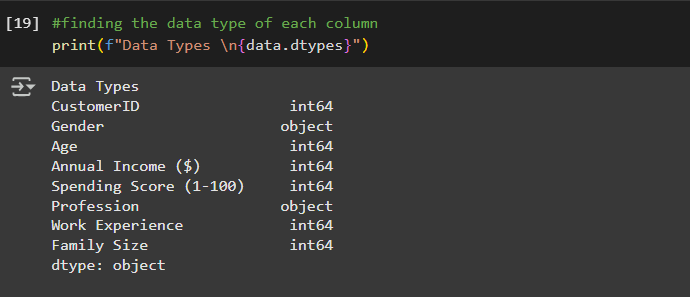 [19] #finding the data type of each column
print(f"Data Types \n{data.dtypes}")
Data Types
CustomerID int64
Gender object
Age int64
Annual Income ($) int64
Spending Score (1-100) int64
Profession object
Work Experience int64
Family Size int64
dtype: object